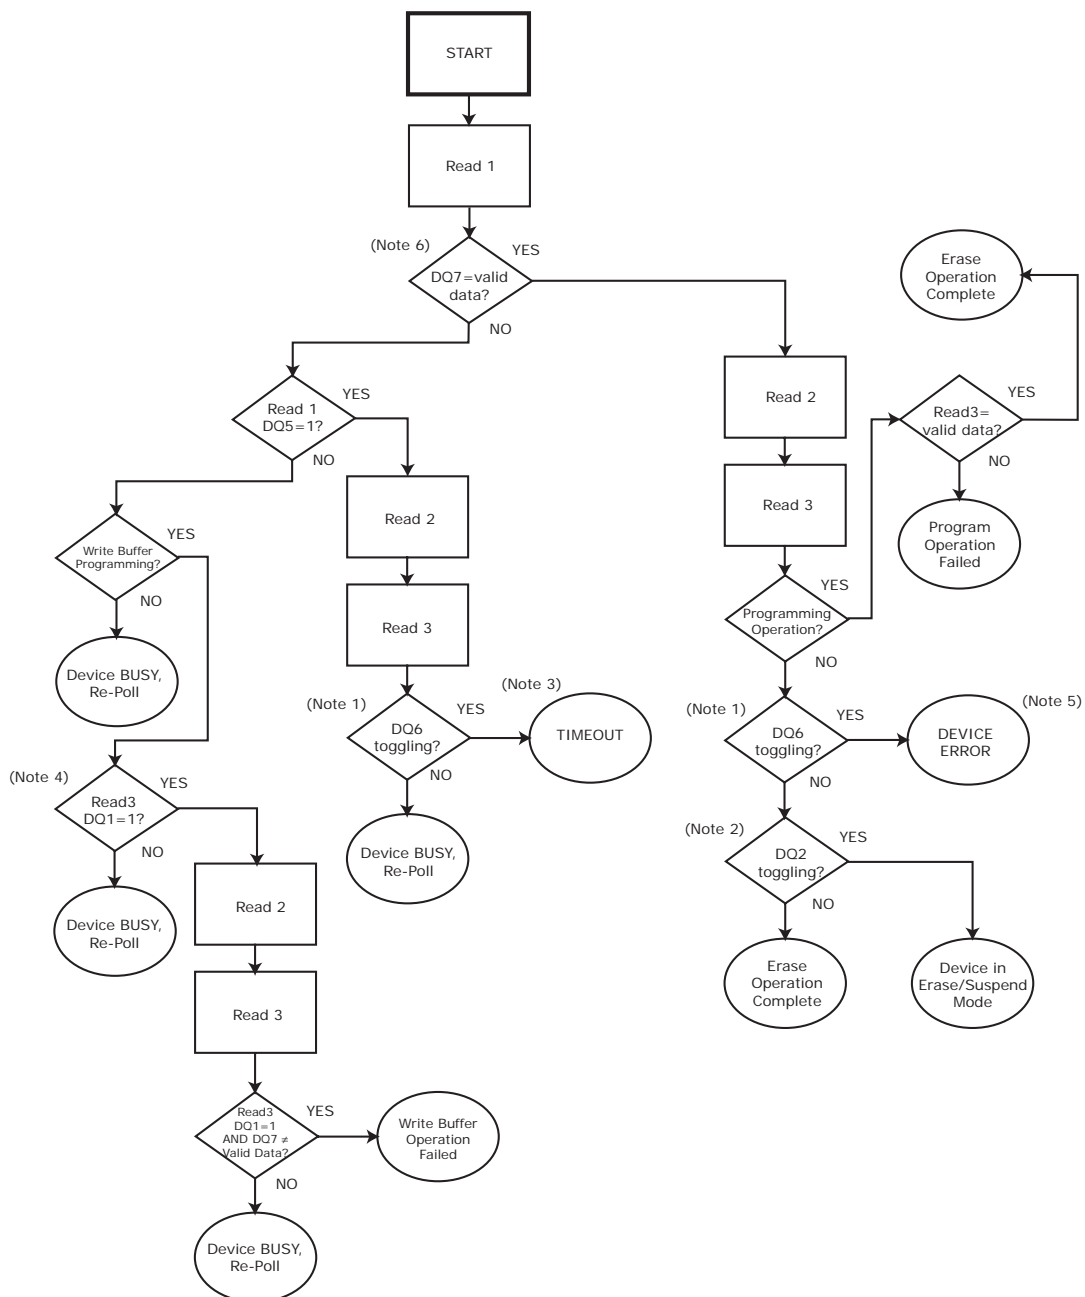 START
Read 1
(Note 6)
YES
DQ7=valid
data?
NO
Erase
Operation
Complete
Read 1
DQ5=1?
YES
NO
Read 2
Read3=
valid data?
YES
NO
Write Buffer
Programming?
YES
NO
Read 2
Read 3
Program
Operation
Failed
Device BUSY,
Re-Poll
Read 3
Programming
Operation?
YES
NO
(Note 1)
DQ6
toggling?
YES
NO
(Note 3)
TIMEOUT
(Note 1)
DQ6
toggling?
YES
NO
DEVICE
ERROR
(Note 5)
(Note 4)
Read3
DQ1=1?
YES
NO
Device BUSY,
Re-Poll
(Note 2)
DQ2
toggling?
YES
NO
Device BUSY,
Re-Poll
Read 2
Erase
Operation
Complete
Device in
Erase/Suspend
Mode
Read 3
Read3
DQ1=1
AND DQ7 ≠
Valid Data?
YES
NO
Write Buffer
Operation
Failed
Device BUSY,
Re-Poll